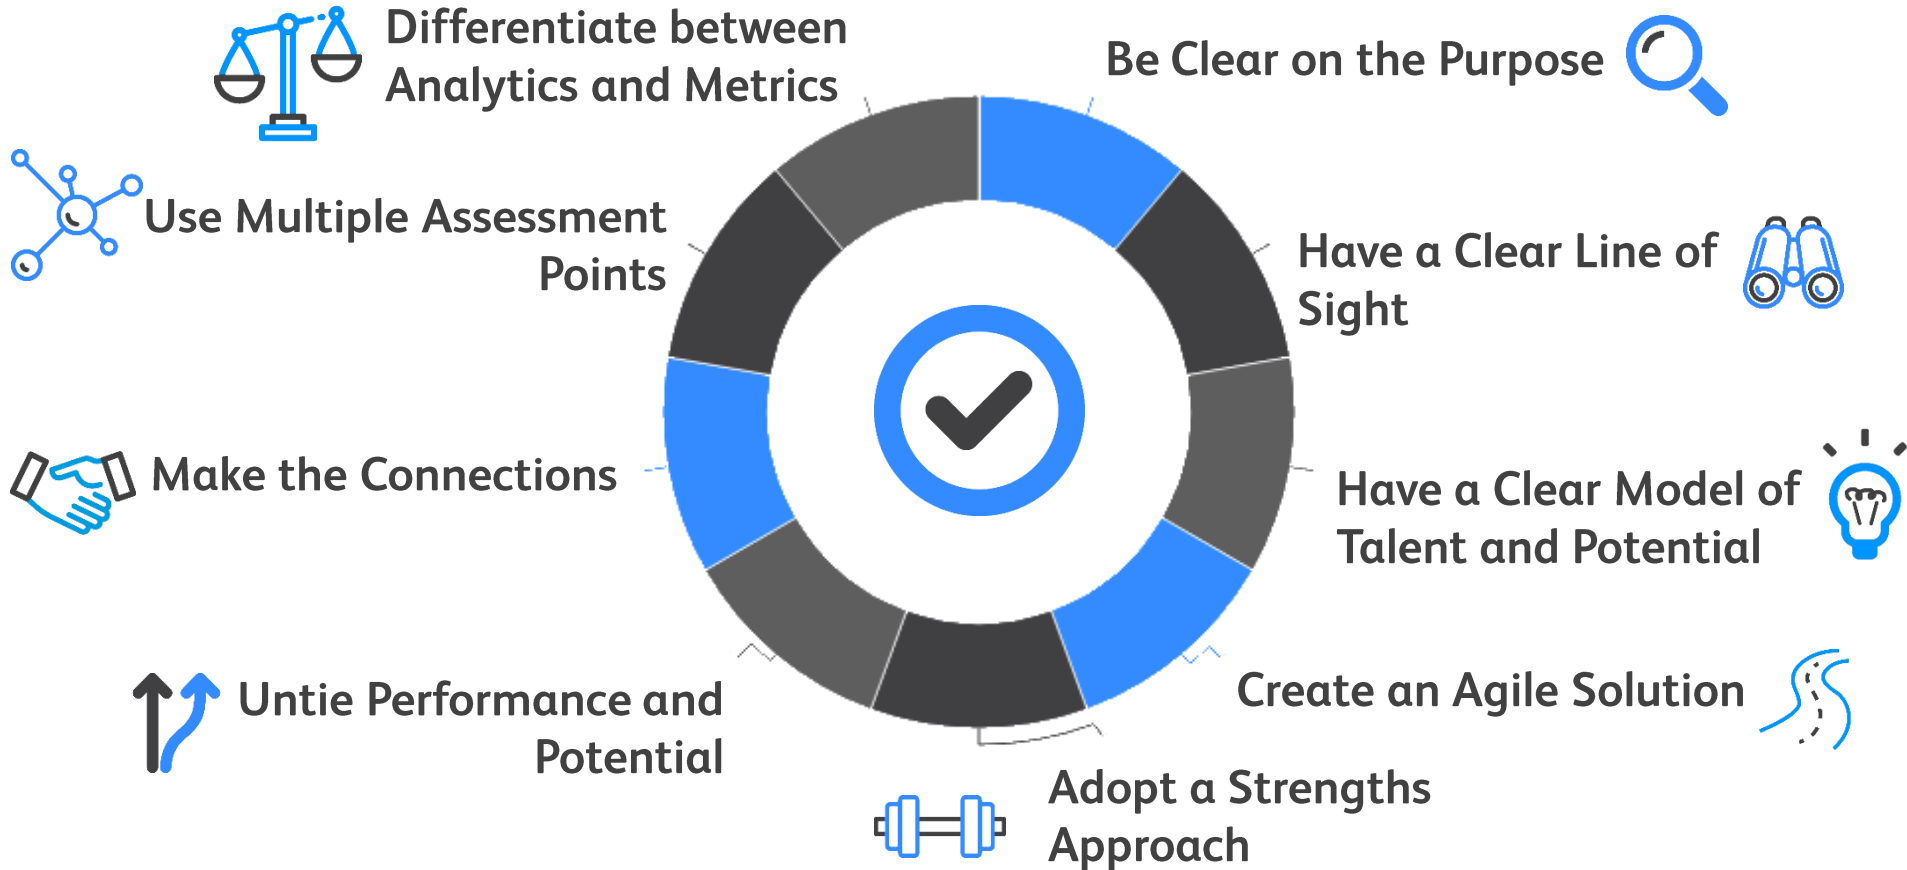 Differentiate between
Analytics and Metrics
Be Clear on the Purpose
Use Multiple Assessment
Points
Have a Clear Line of
Sight
Make the Connections
Have a Clear Model of
Talent and Potential
Untie Performance and
Potential
Create an Agile Solution
Adopt a Strengths
Approach